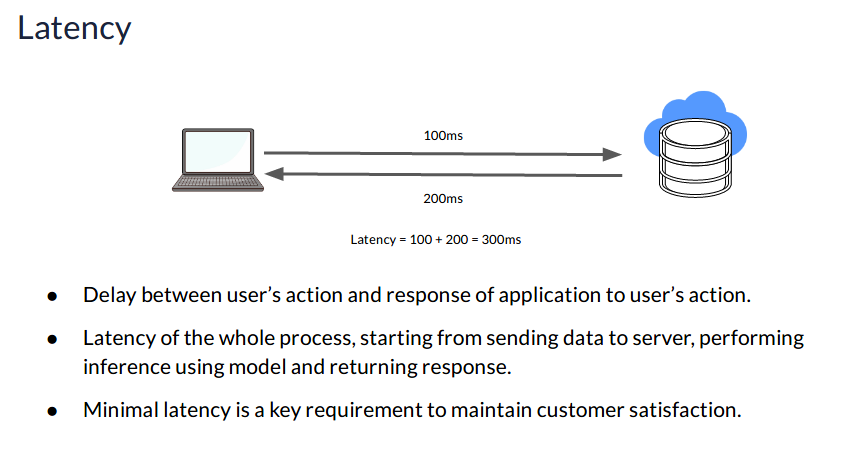 Latency
100ms
200ms
Latency = 100 + 200 = 300ms
● Delay between user’s action and response of application to user’s action.
● Latency of the whole process, starting from sending data to server, performing
inference using model and returning response.
● Minimal latency is a key requirement to maintain customer satisfaction.